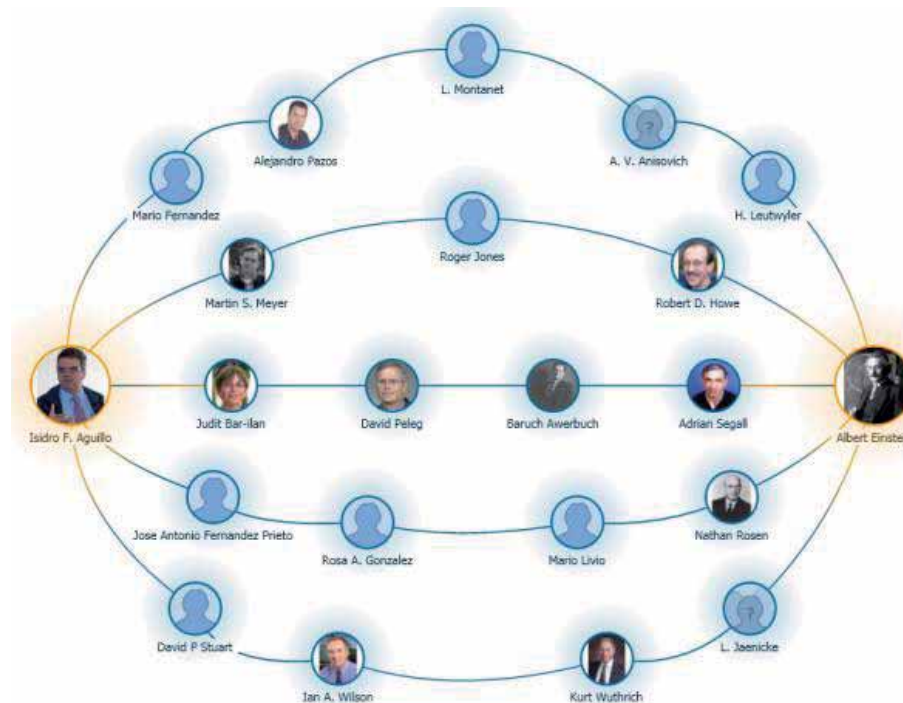 L. Montanet
Alejandro Pazos
A. V. Anisovich
Mario Fernandez
H. Leutwyler
Roger Jones
Martin S. Meyer
Robert D. Howe
Isidro F. Aguillo
Judit Bar-ilan
David Peleg
Baruch Awerbuch
Adrian Segall
Albert Einste
Jose Antonio Fernandez Prieto
Rosa A. Gonzalez
Mario Livio
Nathan Rosen
David P Stuart
L. Jaenicke
Ian A. Wilson
Kurt Wuthrich